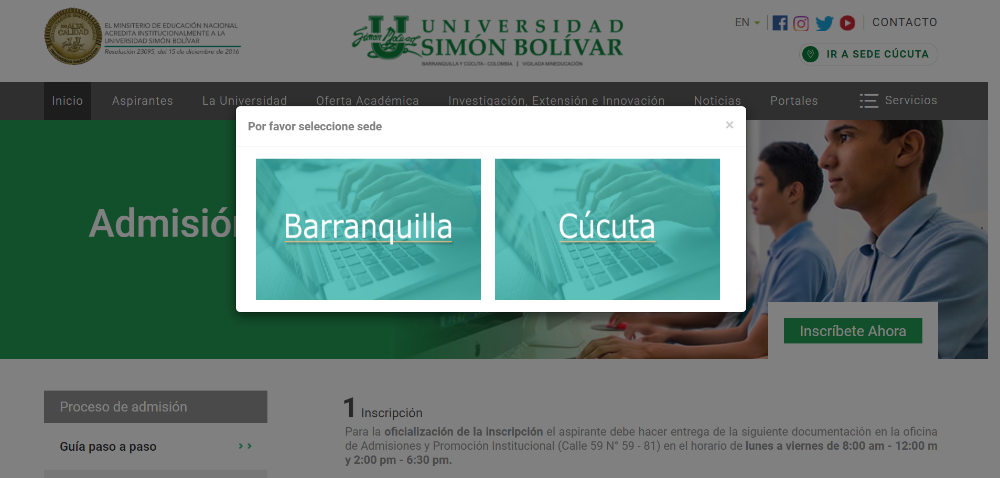 DE ALTA
CALIDAD
UNIVERSIDAD SIMÓN BOLÍVAR
EL MINSITERIO DE EDUCACIÓN NACIONAL
ACREDITA INSTITUCIONALMENTE A LA
UNIVERSIDAD SIMÓN BOLÍVAR
Resolución 23095, del 15 de diciembre de 2016
Simón Bolívar
UNIVERSIDAD
SIMÓN BOLÍVAR
BARRANQUILLA Y CÚCUTA - COLOMBIA | VIGILADA MINEDUCACIÓN
EN
CONTACTO
IR A SEDE CÚCUTA
Inicio
Aspirantes
La Universidad
Oferta Académica
Investigación, Extensión e Innovación
Noticias
Portales
Servicios
Por favor seleccione sede
×
Barranquilla
Cúcuta
Admisión
Inscríbete Ahora
Proceso de admisión
Guía paso a paso
1 Inscripción
Para la oficialización de la inscripción el aspirante debe hacer entrega de la siguiente documentación en la oficina
de Admisiones y Promoción Institucional (Calle 59 N° 59 - 81) en el horario de lunes a viernes de 8:00 am - 12:00 m
y 2:00 pm - 6:30 pm.